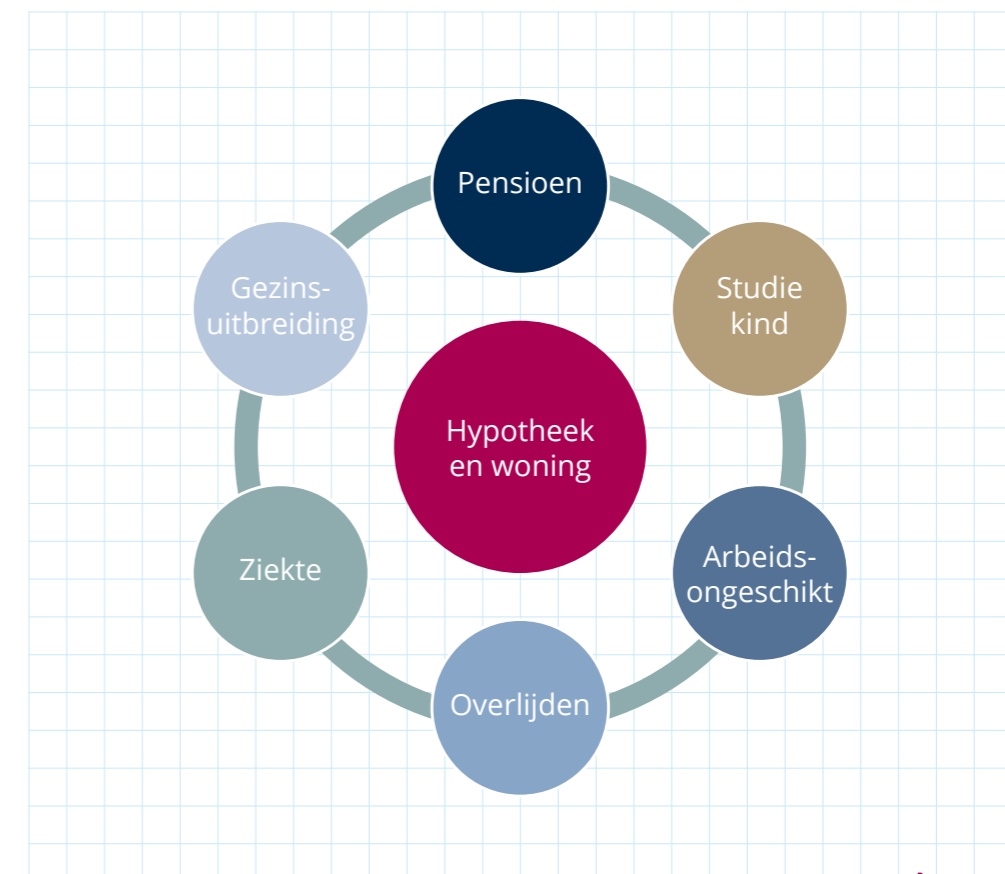 Pensioen
Studie
kind
Arbeids-
ongeschikt
Overlijden
Ziekte
Gezins-
uitbreiding
Hypotheek
en woning